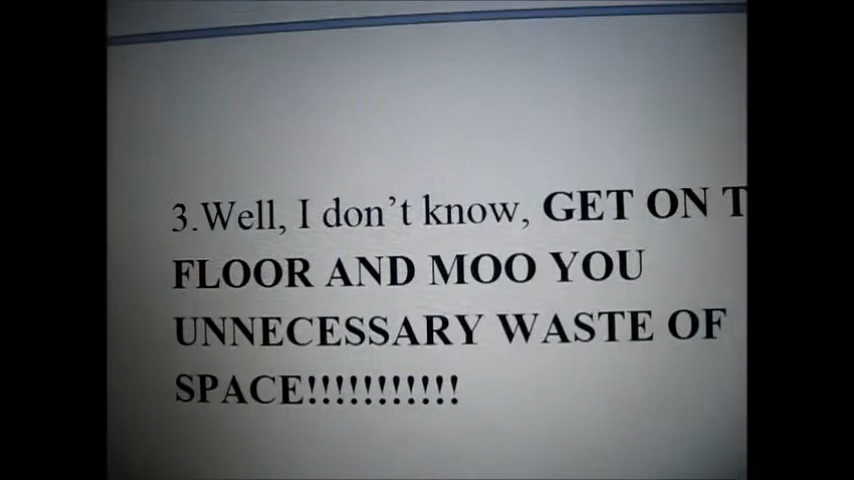 3.Well, I don’t know, GET ON T
FLOOR AND MOO YOU
UNNECESSARY WASTE OF
SPACE!!!!!!!!!!!